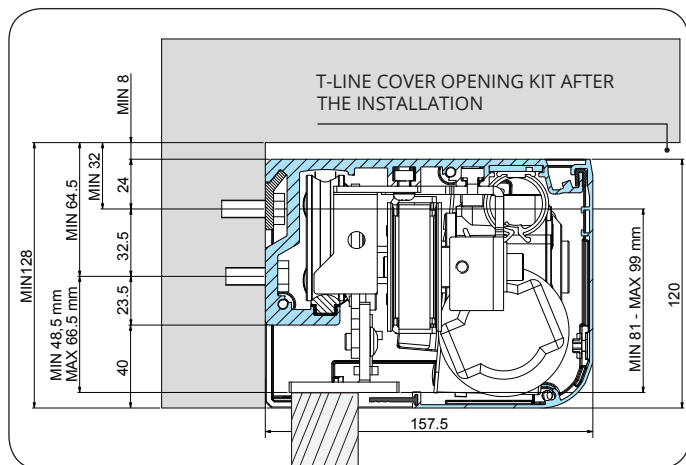 T-LINE COVER OPENING KIT AFTER
THE INSTALLATION
MIN 8
MIN 32
24
MIN 64.5
32.5
MIN128
23.5
MIN 48,5 mm
MAX 66.5 mm
40
MIN 81 - MAX 99 mm
120
157.5